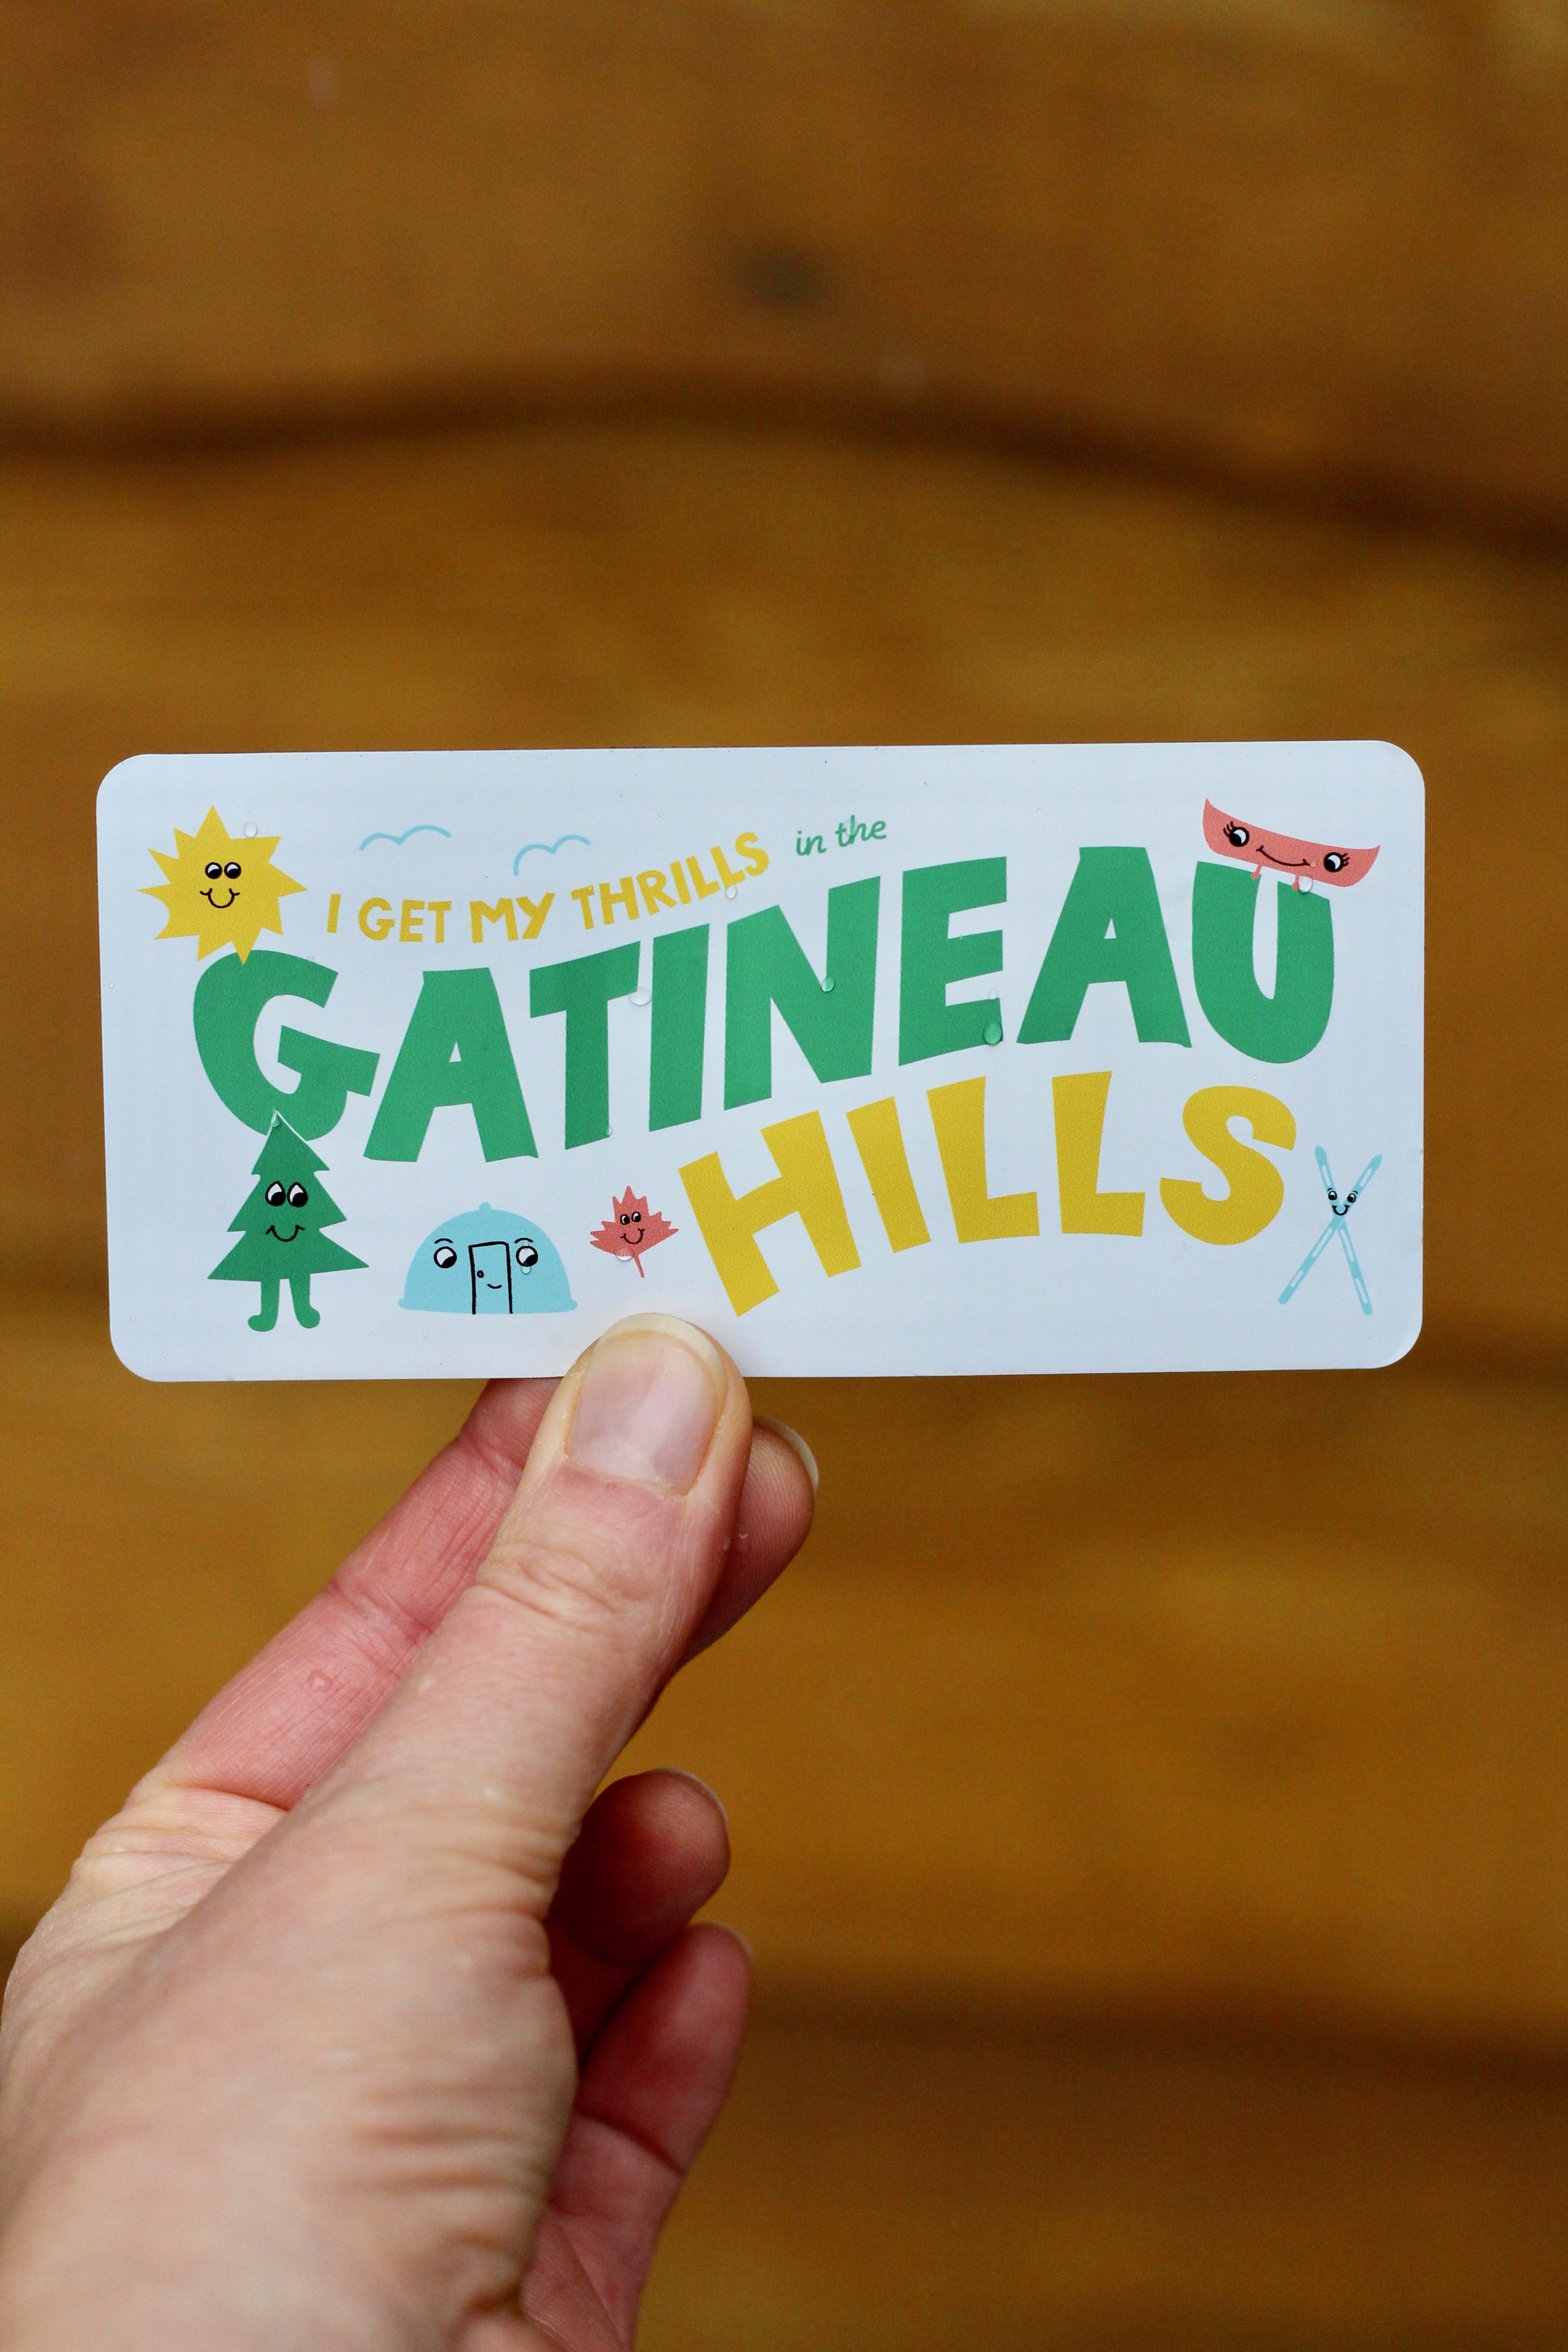 I GET MY THRILLS in the
GATINEAU
HILLS